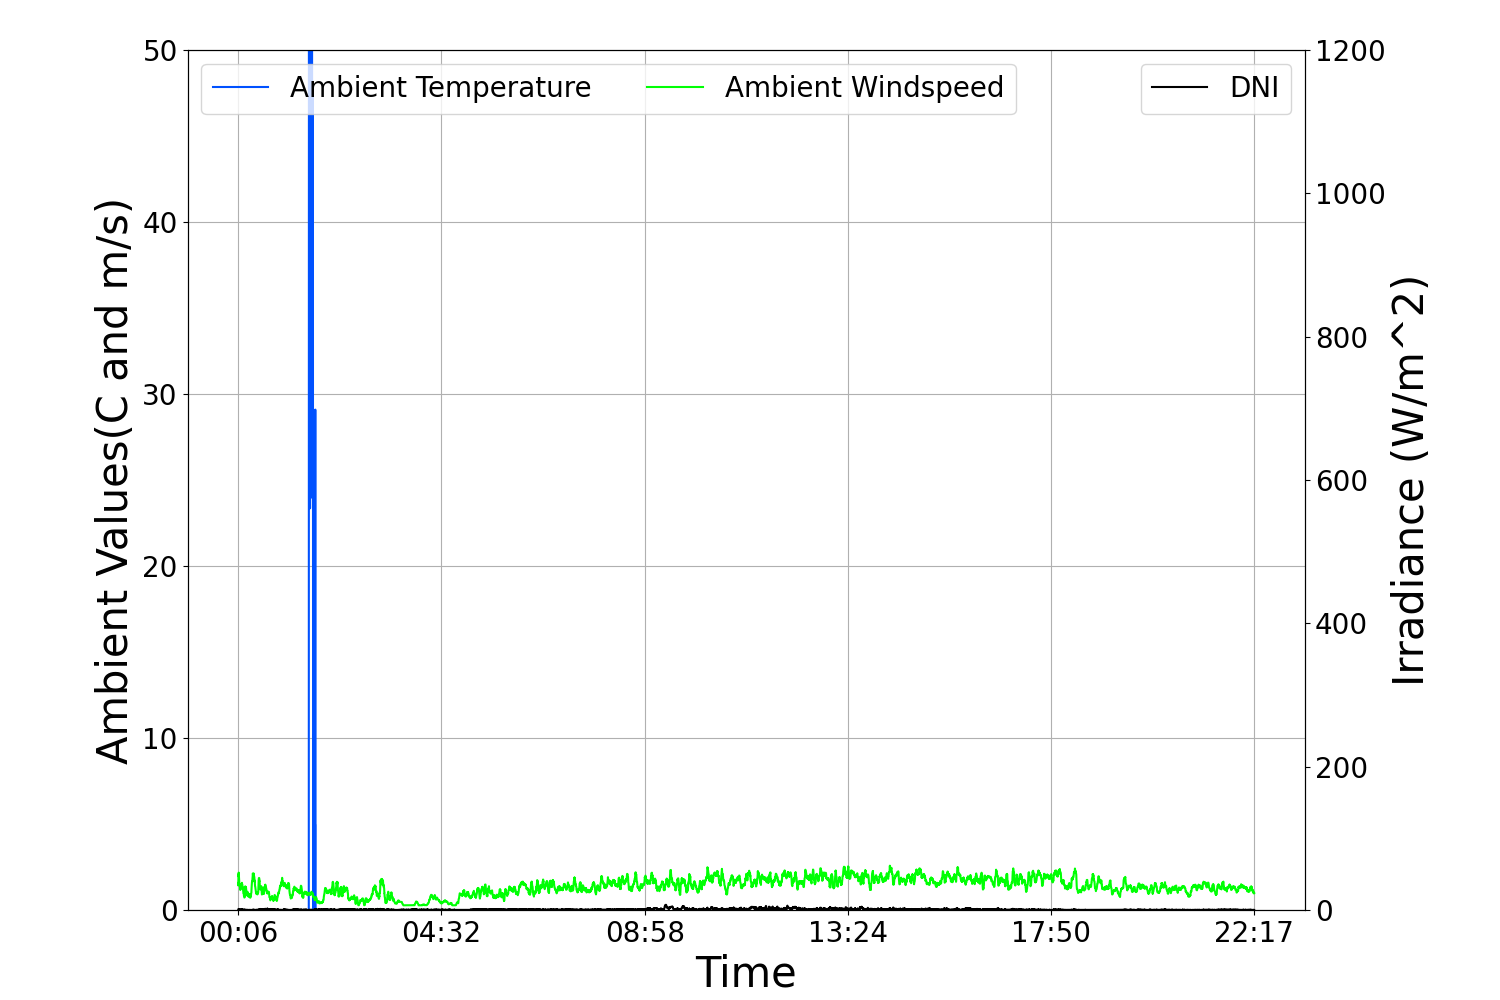 Ambient Temperature
Ambient Windspeed
DNI
Ambient Values(C and m/s)
50
40
30
20
10
0
1200
1000
800
600
400
200
0
Irradiance (W/m^2)
00:06 04:32 08:58 13:24 17:50 22:17
Time